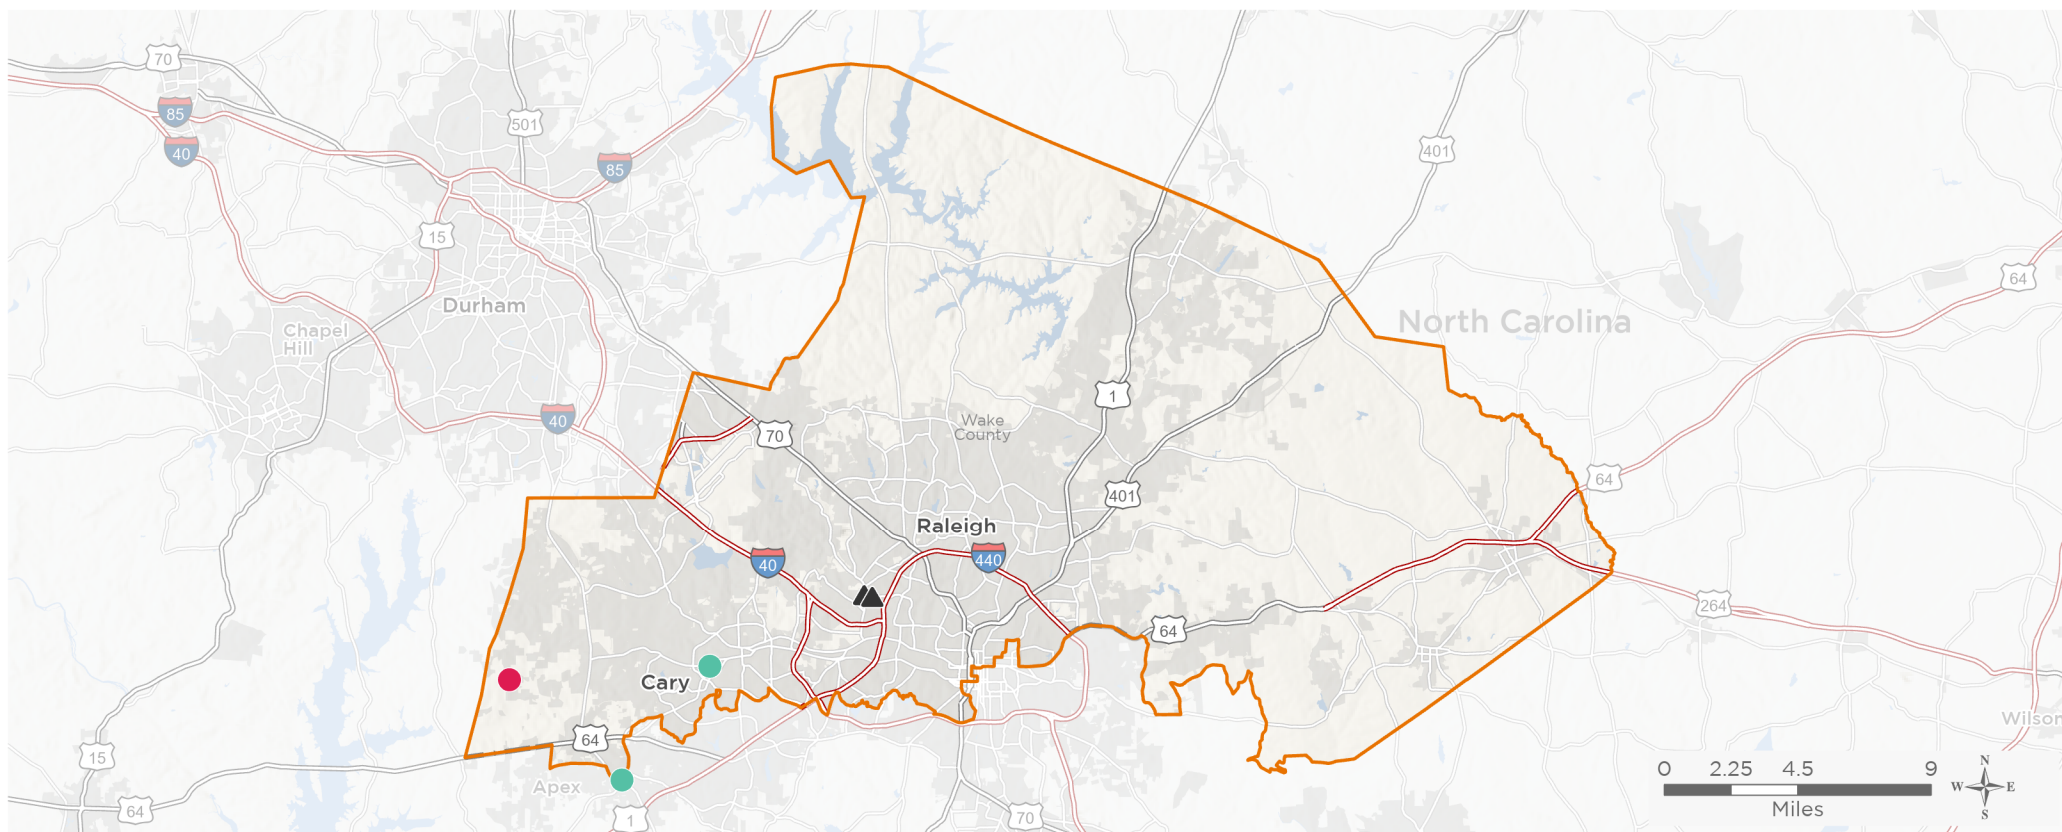 70
85
40
501
85
401
15
64
Durham
North Carolina
Chapel
Hill
1
40
70
Wake
County
64
401
Raleigh
40
440
264
64
Cary
Wilson
64
15
Apex
0 2.25 4.5 9
Miles
N
W E
S
64
1
70